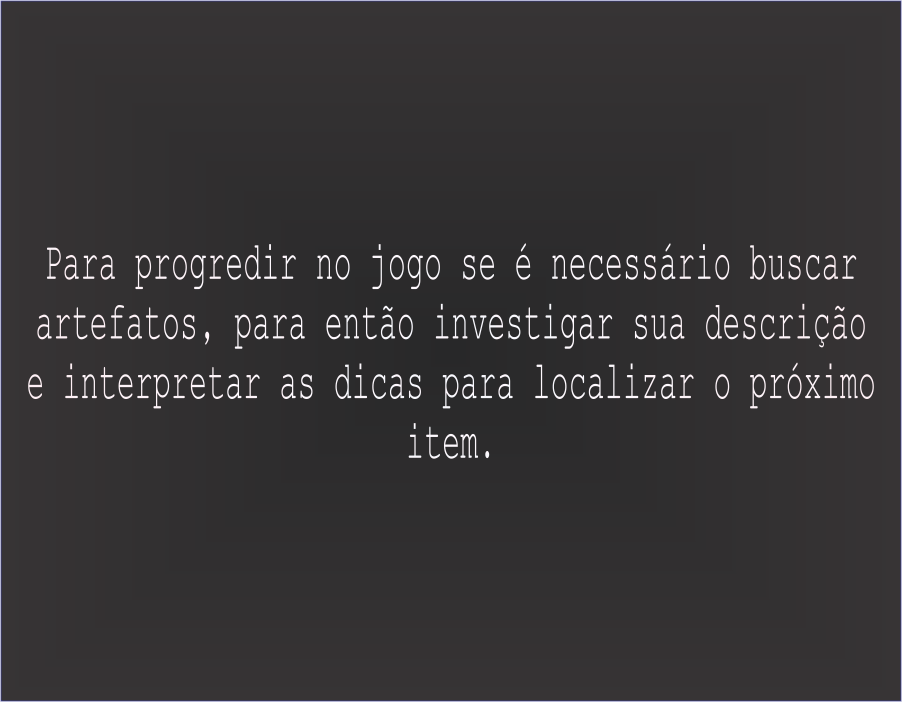 Para progredir no jogo se é necessário buscar
artefatos, para então investigar sua descrição
e interpretar as dicas para localizar o próximo
item.